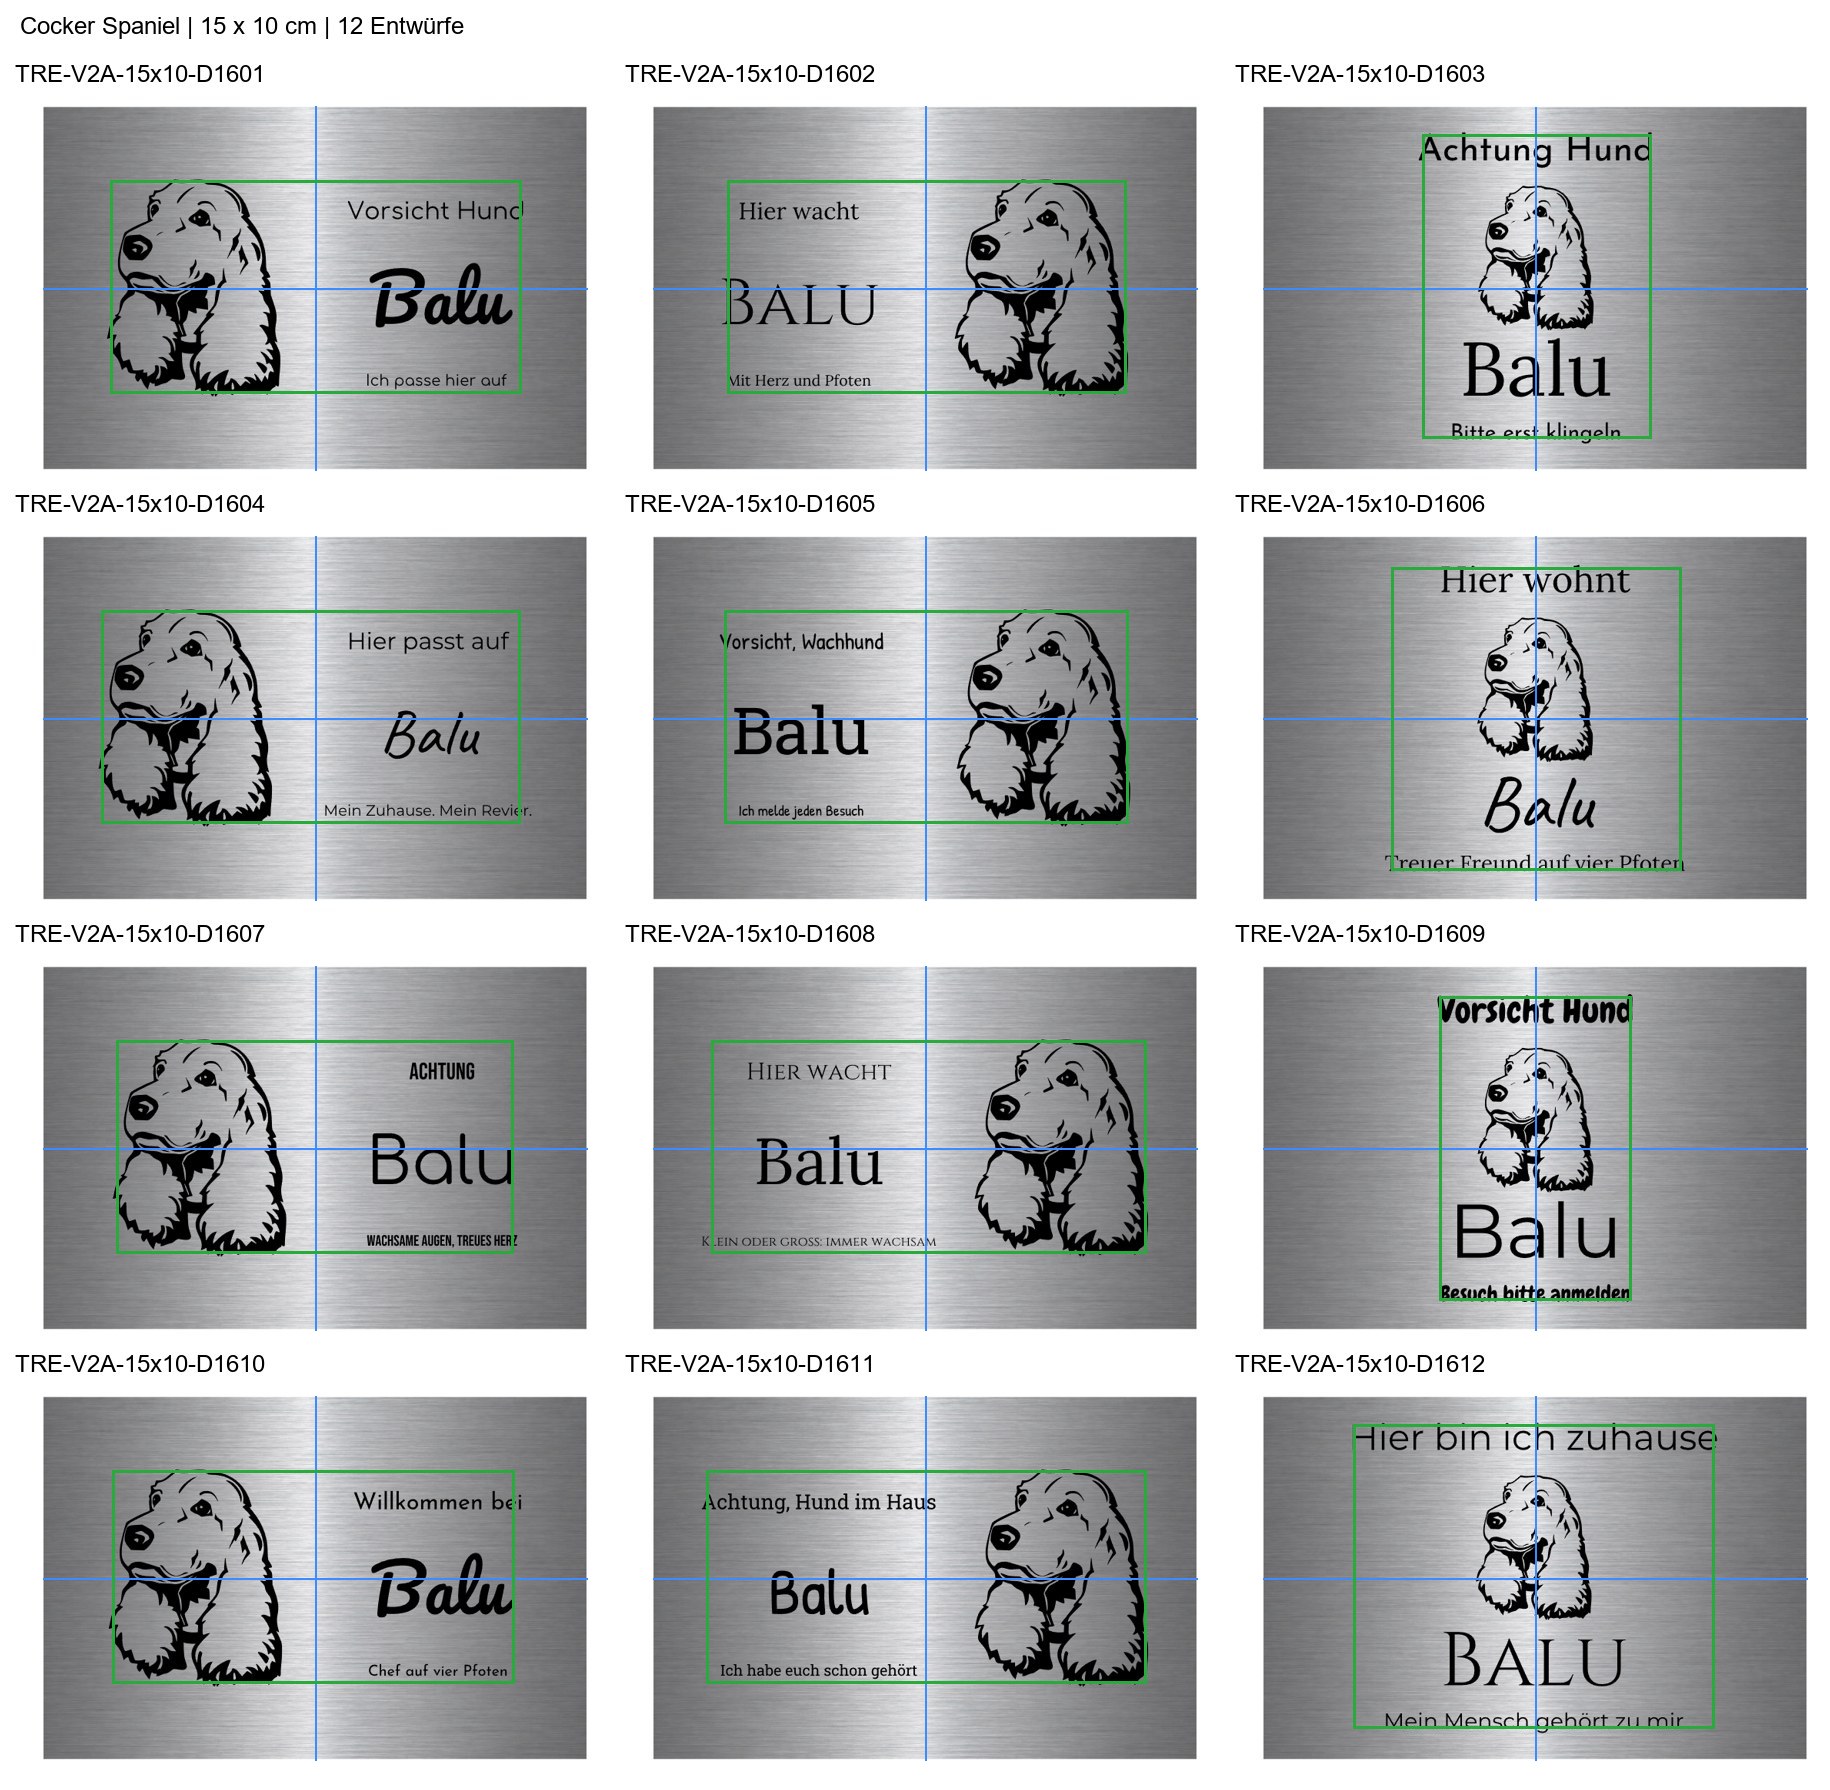 Cocker Spaniel | 15 x 10 cm | 12 Entwürfe
TRE-V2A-15x10-D1601
Vorsicht Hund
Balu
Ich passe hier auf
TRE-V2A-15x10-D1602
Hier wacht
BALU
Mit Herz und Pfoten
TRE-V2A-15x10-D1603
Achtung Hund
Balu
Bitte erst klingeln
TRE-V2A-15x10-D1604
Hier passt auf
Balu
Mein Zuhause. Mein Revier.
TRE-V2A-15x10-D1605
Vorsicht, Wachhund
Balu
Ich melde jeden Besuch
TRE-V2A-15x10-D1606
Hier wohnt
Balu
Treuer Freund auf vier Pfoten
TRE-V2A-15x10-D1607
ACHTUNG
Balu
WACHSAME AUGEN, TREUES HERZ
TRE-V2A-15x10-D1608
HIER WACHT
Balu
KLEIN ODER GROSS: IMMER WACHSAM
TRE-V2A-15x10-D1609
Vorsicht Hund
Balu
Besuch bitte anmelden
TRE-V2A-15x10-D1610
Willkommen bei
Balu
Chef auf vier Pfoten
TRE-V2A-15x10-D1611
Achtung, Hund im Haus
Balu
Ich habe euch schon gehört
TRE-V2A-15x10-D1612
Hier bin ich zuhause
BALU
Mein Mensch gehört zu mir